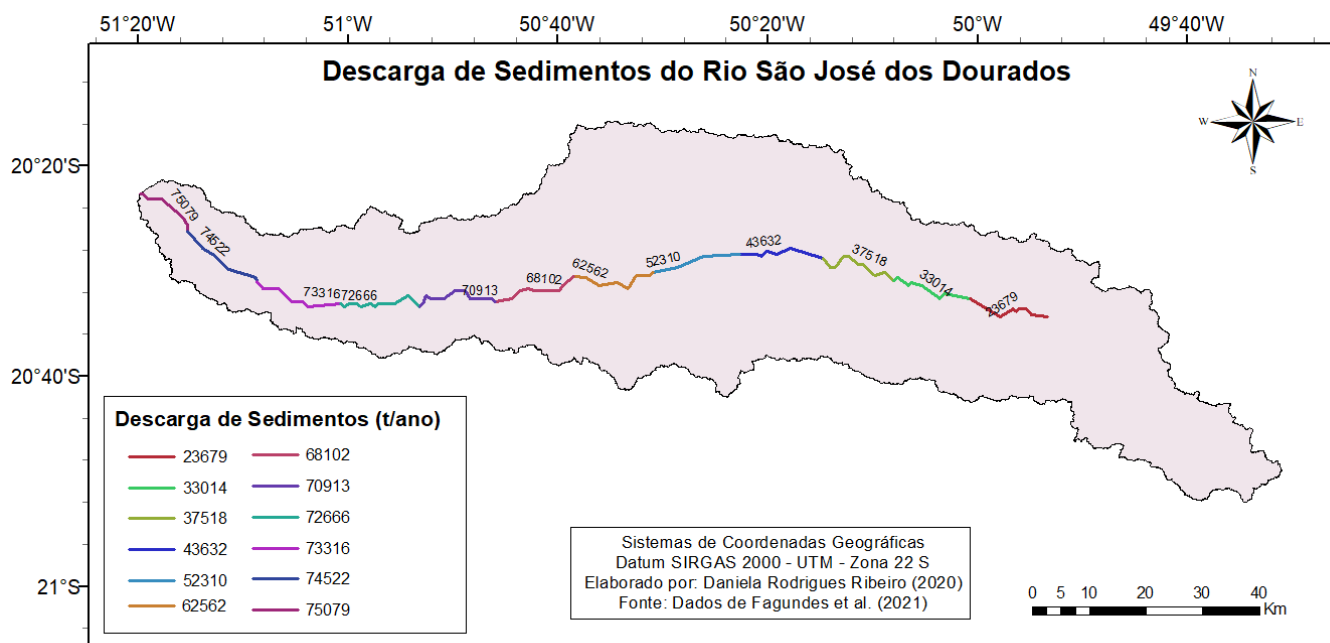 51°20'W 51°W 50°40'W 50°20'W 50°W 49°40'W
Descarga de Sedimentos do Rio São José dos Dourados
N
W E
S
20°20'S
20°40'S
21°S
75079
74522
73316
72666
70913
68102
62562
52310
43632
37518
33014
23679
Descarga de Sedimentos (t/ano)
23679 68102
33014 70913
37518 72666
43632 73316
52310 74522
62562 75079
Sistemas de Coordenadas Geográficas
Datum SIRGAS 2000 - UTM - Zona 22 S
Elaborado por: Daniela Rodrigues Ribeiro (2020)
Fonte: Dados de Fagundes et al. (2021)
0 5 10 20 30 40
Km